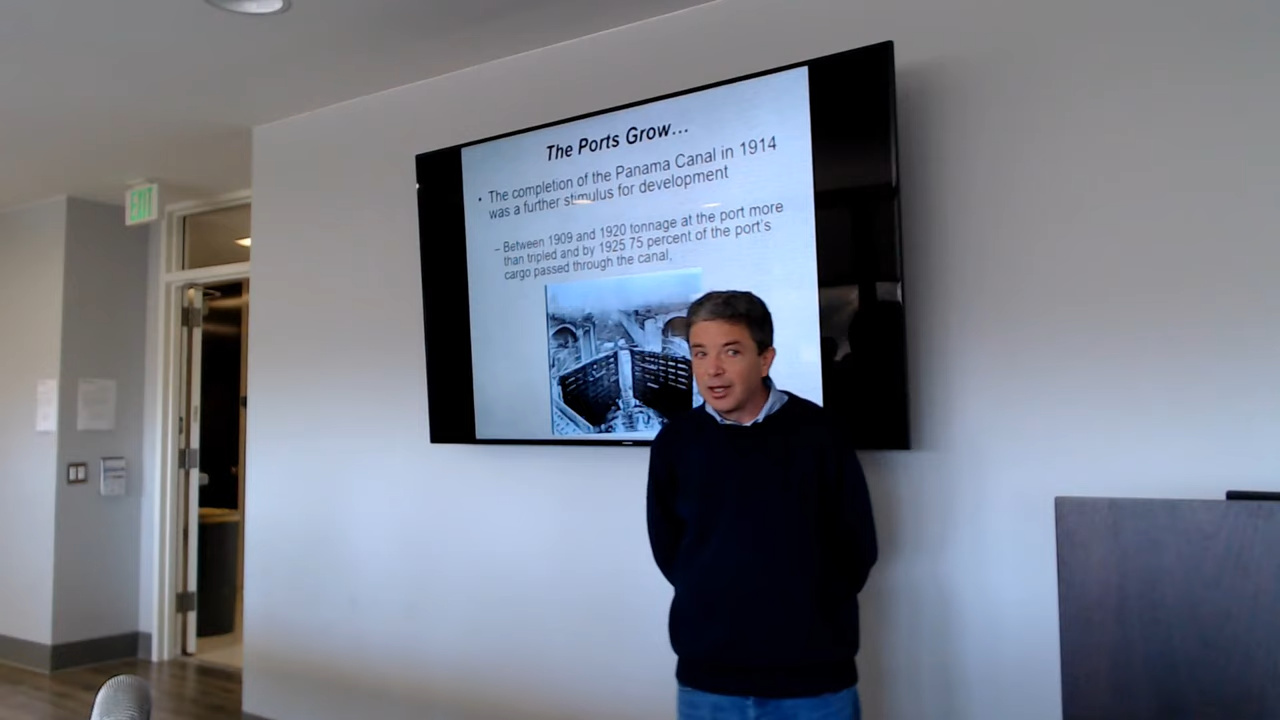 EXIT
The Ports Grow...
• The completion of the Panama Canal in 1914
was a further stimulus for development
– Between 1909 and 1920 tonnage at the port more
than tripled and by 1925 75 percent of the port's
cargo passed through the canal,